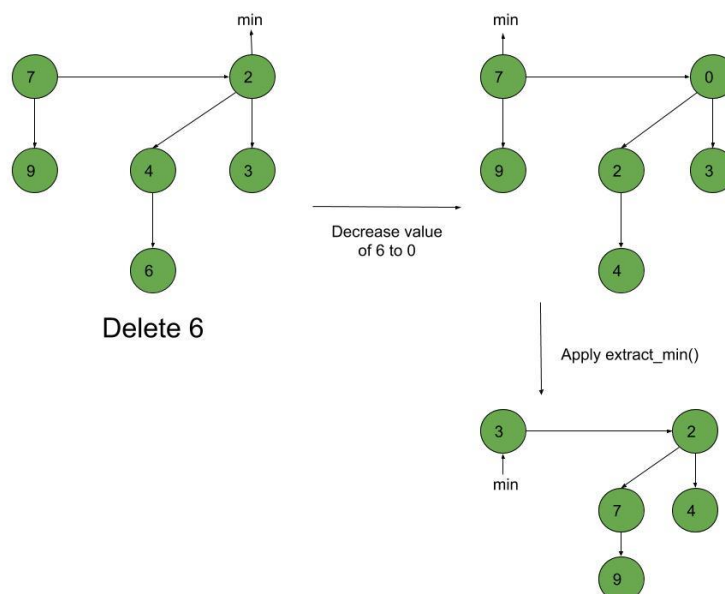 min
min
7
2
7
0
9
4
3
9
2
3
Decrease value
of 6 to 0
6
4
Delete 6
Apply extract_min()
3
2
min
7
4
9